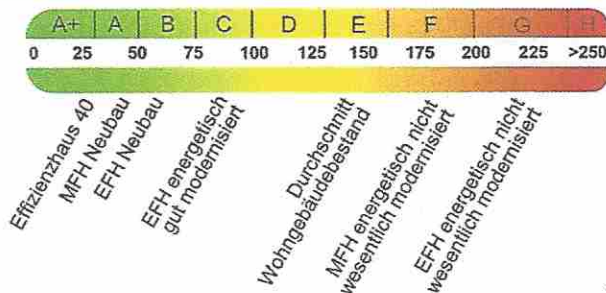 A+ A B C D E F G H
0 25 50 75 100 125 150 175 200 225 >250
Effizienzhaus 40
MFH Neubau
EFH Neubau
EFH energetisch
gut modernisiert
Durchschnitt
Wohngebäudebestand
MFH energetisch nicht
wesentlich modernisiert
EFH energetisch nicht
wesentlich modernisiert